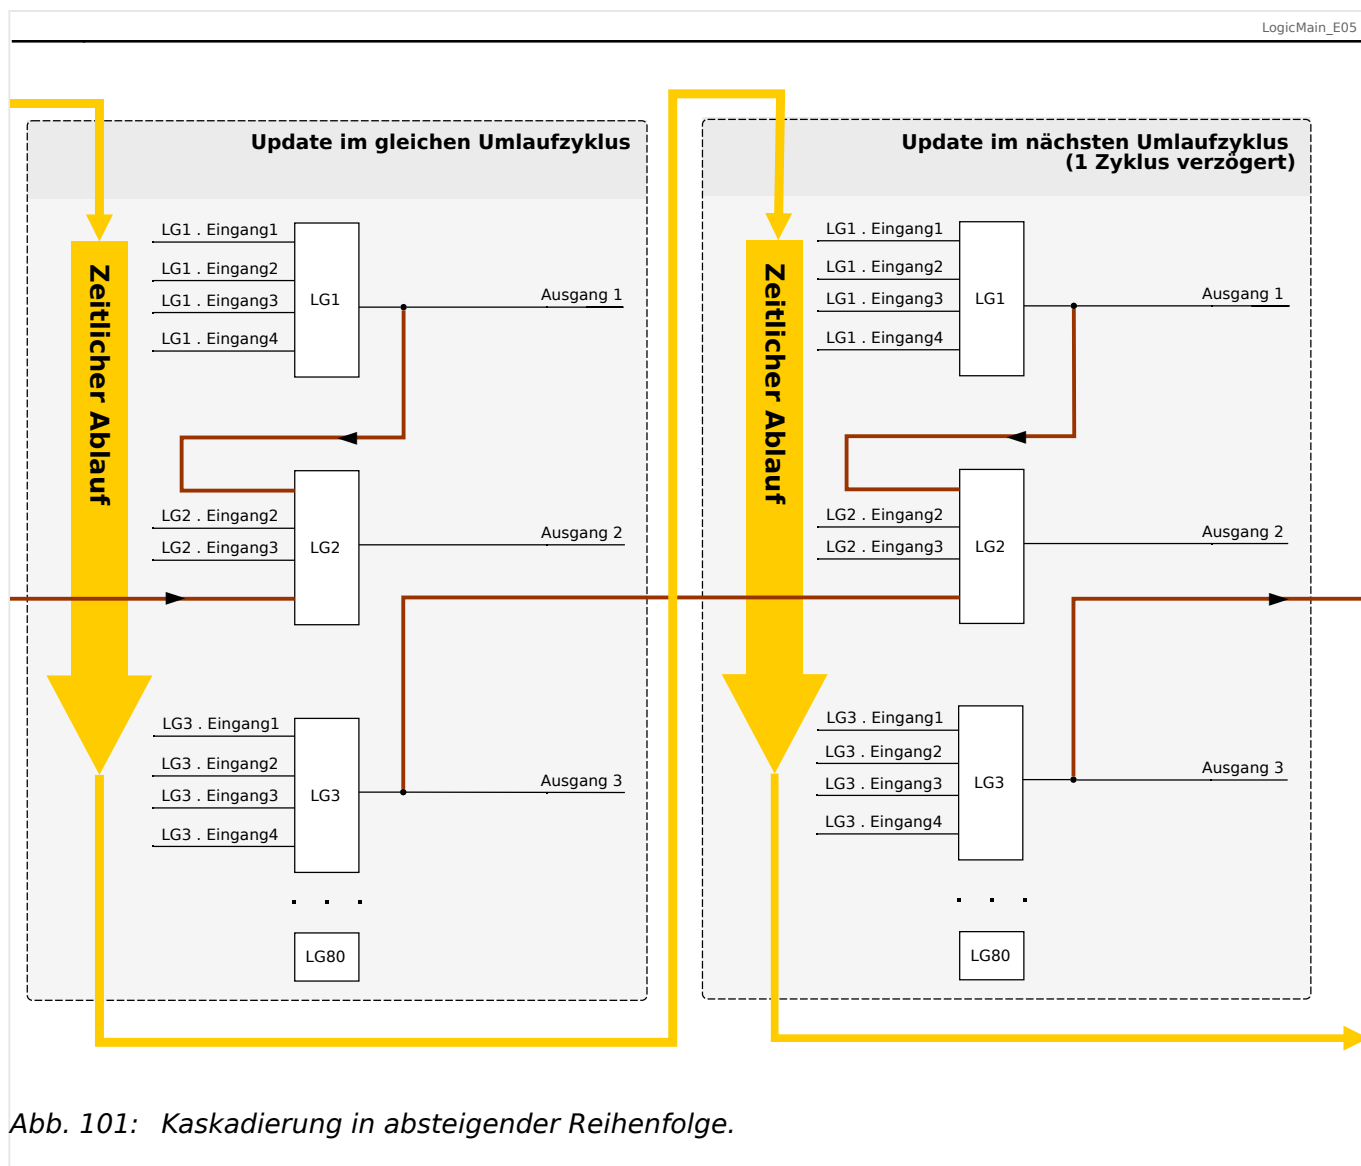 LogicMain_E05
Update im gleichen Umlaufzyklus
Zeitlicher Ablauf
LG1 . Eingang1
LG1 . Eingang2
LG1 . Eingang3
LG1 . Eingang4
LG1
Ausgang 1
LG2 . Eingang2
LG2 . Eingang3
LG2
Ausgang 2
LG3 . Eingang1
LG3 . Eingang2
LG3 . Eingang3
LG3 . Eingang4
LG3
Ausgang 3
. . .
LG80
Update im nächsten Umlaufzyklus
(1 Zyklus verzögert)
Zeitlicher Ablauf
LG1 . Eingang1
LG1 . Eingang2
LG1 . Eingang3
LG1 . Eingang4
LG1
Ausgang 1
LG2 . Eingang2
LG2 . Eingang3
LG2
Ausgang 2
LG3 . Eingang1
LG3 . Eingang2
LG3 . Eingang3
LG3 . Eingang4
LG3
Ausgang 3
. . .
LG80
Abb. 101: Kaskadierung in absteigender Reihenfolge.